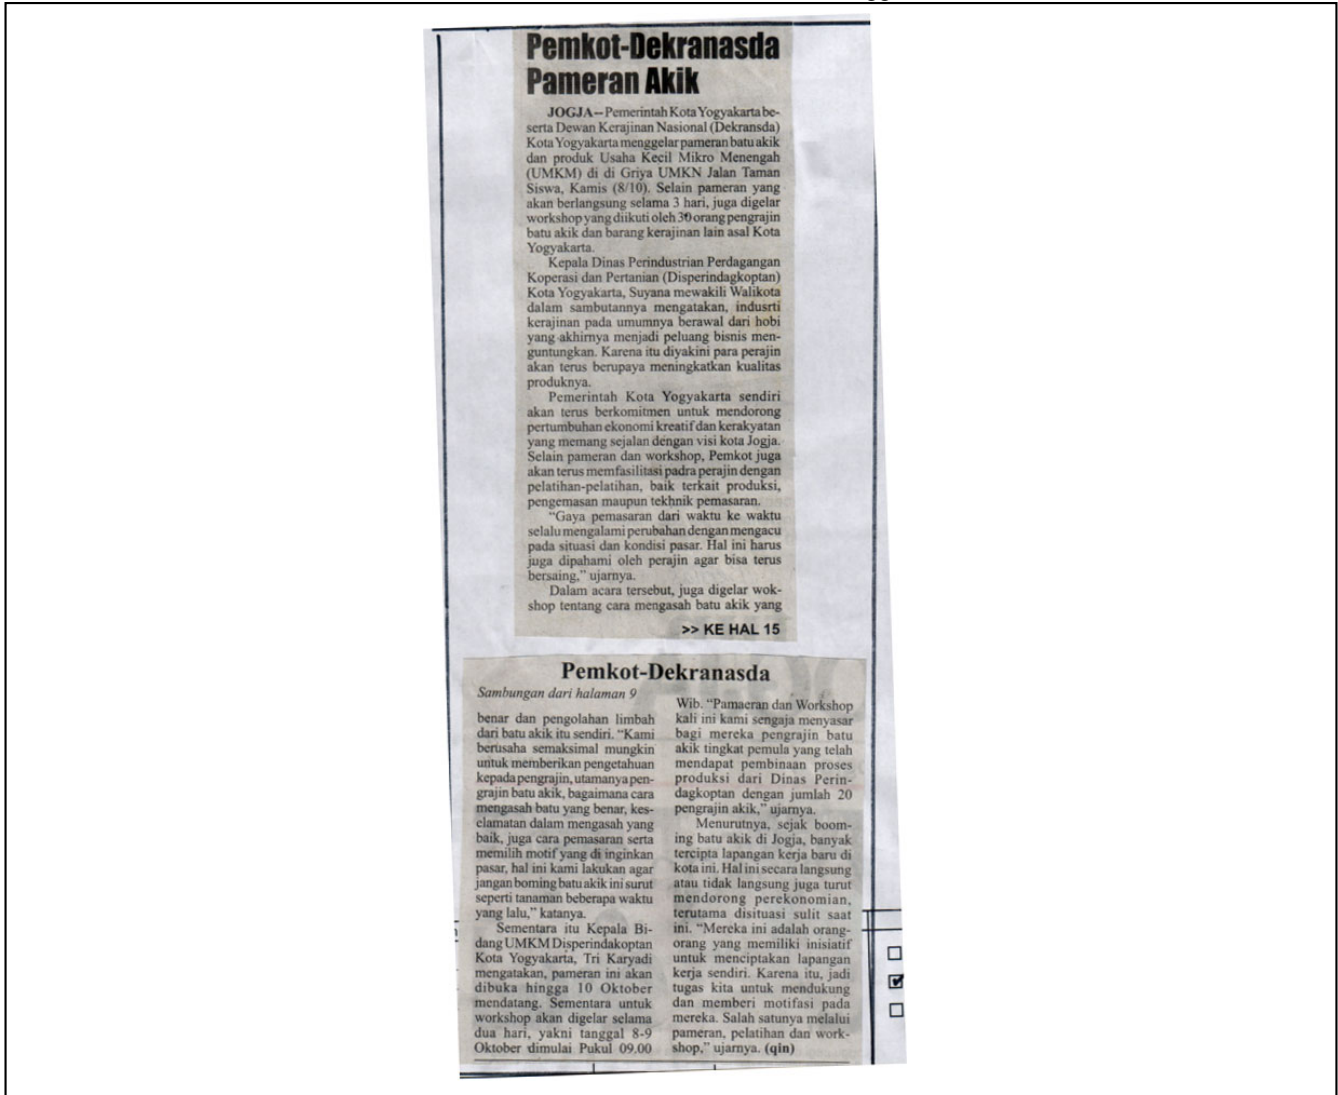 Pemkot-Dekranasda
Pameran Akik
JOGJA – Pemerintah Kota Yogyakarta be-
serta Dewan Kerajinan Nasional (Dekransda)
Kota Yogyakarta menggelar pameran batu akik
dan produk Usaha Kecil Mikro Menengah
(UMKM) di di Griya UMKN Jalan Taman
Siswa, Kamis (8/10). Selain pameran yang
akan berlangsung selama 3 hari, juga digelar
workshop yang diikuti oleh 30 orang pengrajin
batu akik dan barang kerajinan lain asal Kota
Yogyakarta.
Kepala Dinas Perindustrian Perdagangan
Koperasi dan Pertanian (Disperindagkoptan)
Kota Yogyakarta, Suyana mewakili Walikota
dalam sambutannya mengatakan, indusrti
kerajinan pada umumnya berawal dari hobi
yang akhirnya menjadi peluang bisnis men-
guntungkan. Karena itu diyakini para perajin
akan terus berupaya meningkatkan kualitas
produknya.
Pemerintah Kota Yogyakarta sendiri
akan terus berkomitmen untuk mendorong
pertumbuhan ekonomi kreatif dan kerakyatan
yang memang sejalan dengan visi kota Jogja.
Selain pameran dan workshop, Pemkot juga
akan terus memfasilitasi padra perajin dengan
pelatihan-pelatihan, baik terkait produksi,
pengemasan maupun tekhnik pemasaran.
“Gaya pemasaran dari waktu ke waktu
selalu mengalami perubahan dengan mengacu
pada situasi dan kondisi pasar. Hal ini harus
juga dipahami oleh perajin agar bisa terus
bersaing,” ujarnya.
Dalam acara tersebut, juga digelar wok-
shop tentang cara mengasah batu akik yang
>> KE HAL 15
Pemkot-Dekranasda
Sambungan dari halaman 9
benar dan pengolahan limbah
dari batu akik itu sendiri. “Kami
berusaha semaksimal mungkin
untuk memberikan pengetahuan
kepada pengrajin, utamanya pen-
grajin batu akik, bagaimana cara
mengasah batu yang benar, kes-
elamatan dalam mengasah yang
baik, juga cara pemasaran serta
memilih motif yang di inginkan
pasar, hal ini kami lakukan agar
jangan boming batu akik ini surut
seperti tanaman beberapa waktu
yang lalu,” katanya.
Sementara itu Kepala Bi-
dang UMKM Disperindakoptan
Kota Yogyakarta, Tri Karyadi
mengatakan, pameran ini akan
dibuka hingga 10 Oktober
mendatang. Sementara untuk
workshop akan digelar selama
dua hari, yakni tanggal 8-9
Oktober dimulai Pukul 09.00
Wib. “Pamaeran dan Workshop
kali ini kami sengaja menyasar
bagi mereka pengrajin batu
akik tingkat pemula yang telah
mendapat pembinaan proses
produksi dari Dinas Perin-
dagkoptan dengan jumlah 20
pengrajin akik,” ujarnya.
Menurutnya, sejak boom-
ing batu akik di Jogja, banyak
tercipta lapangan kerja baru di
kota ini. Hal ini secara langsung
atau tidak langsung juga turut
mendorong perekonomian,
terutama disituasi sulit saat
ini. “Mereka ini adalah orang-
orang yang memiliki inisiatif
untuk menciptakan lapangan
kerja sendiri. Karena itu, jadi
tugas kita untuk mendukung
dan memberi motifasi pada
mereka. Salah satunya melalui
pameran, pelatihan dan work-
shop,” ujarnya. (qin)